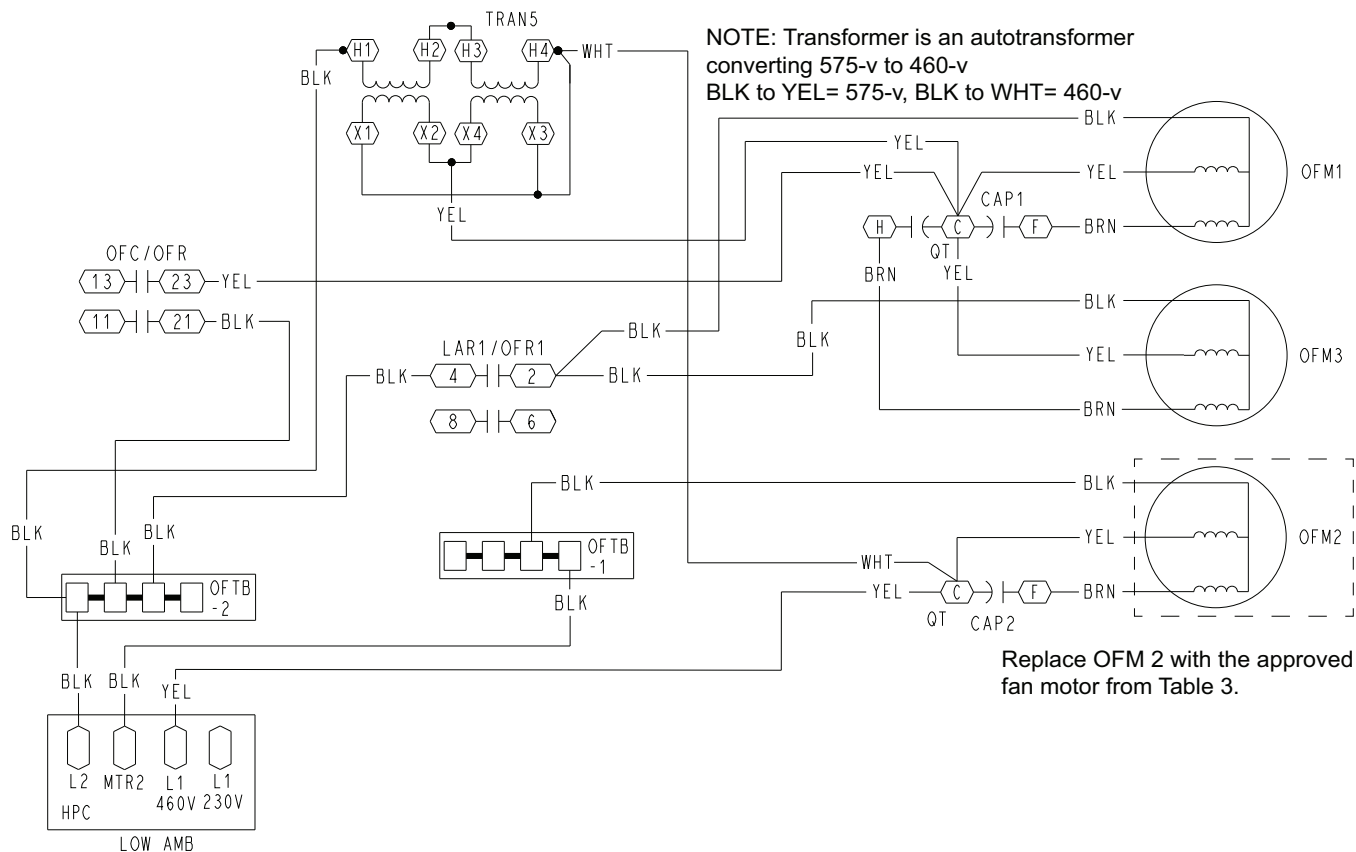 TRAN5
H1 H2 H3 H4 WHT
NOTE: Transformer is an autotransformer
converting 575-v to 460-v
BLK to YEL= 575-v, BLK to WHT= 460-v
BLK
X1 X2 X4 X3
BLK
YEL
YEL
YEL
OFM1
YEL
CAP1
H C F BRN
QT
BRN
YEL
OFC/OFR
13 23 YEL
11 21 BLK
BLK
BLK
BLK
LAR1/OFR1
BLK 4 2 BLK
YEL
OFM3
8 6
BRN
BLK
BLK
BLK
BLK
BLK
OFTB
-1
YEL
OFM2
WHT
OFTB
-2
BLK
YEL C F BRN
QT
CAP2
Replace OFM 2 with the approved
fan motor from Table 3.
BLK
BLK
YEL
L2 MTR2 L1 L1
460V 230V
HPC
LOW AMB